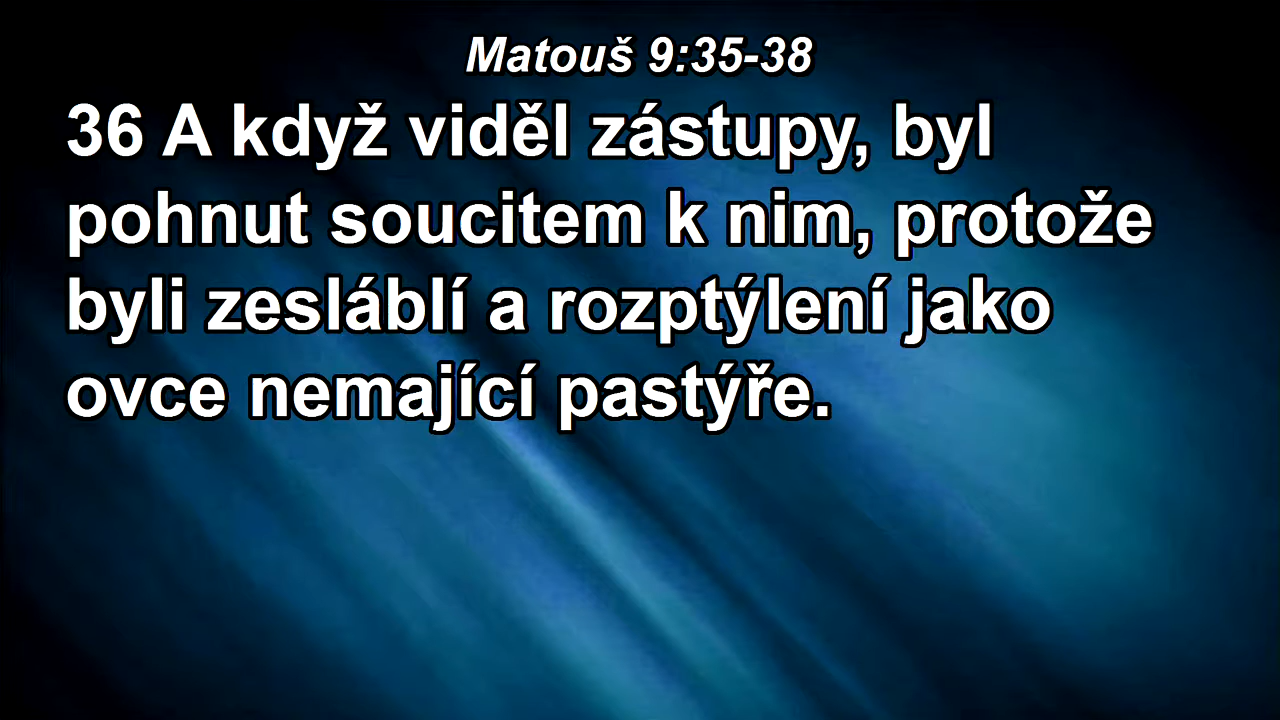 Matouš 9:35-38
36 A když viděl zástupy, byl
pohnut soucitem k nim, protože
byli zesláblí a rozptýlení jako
ovce nemající pastýře.